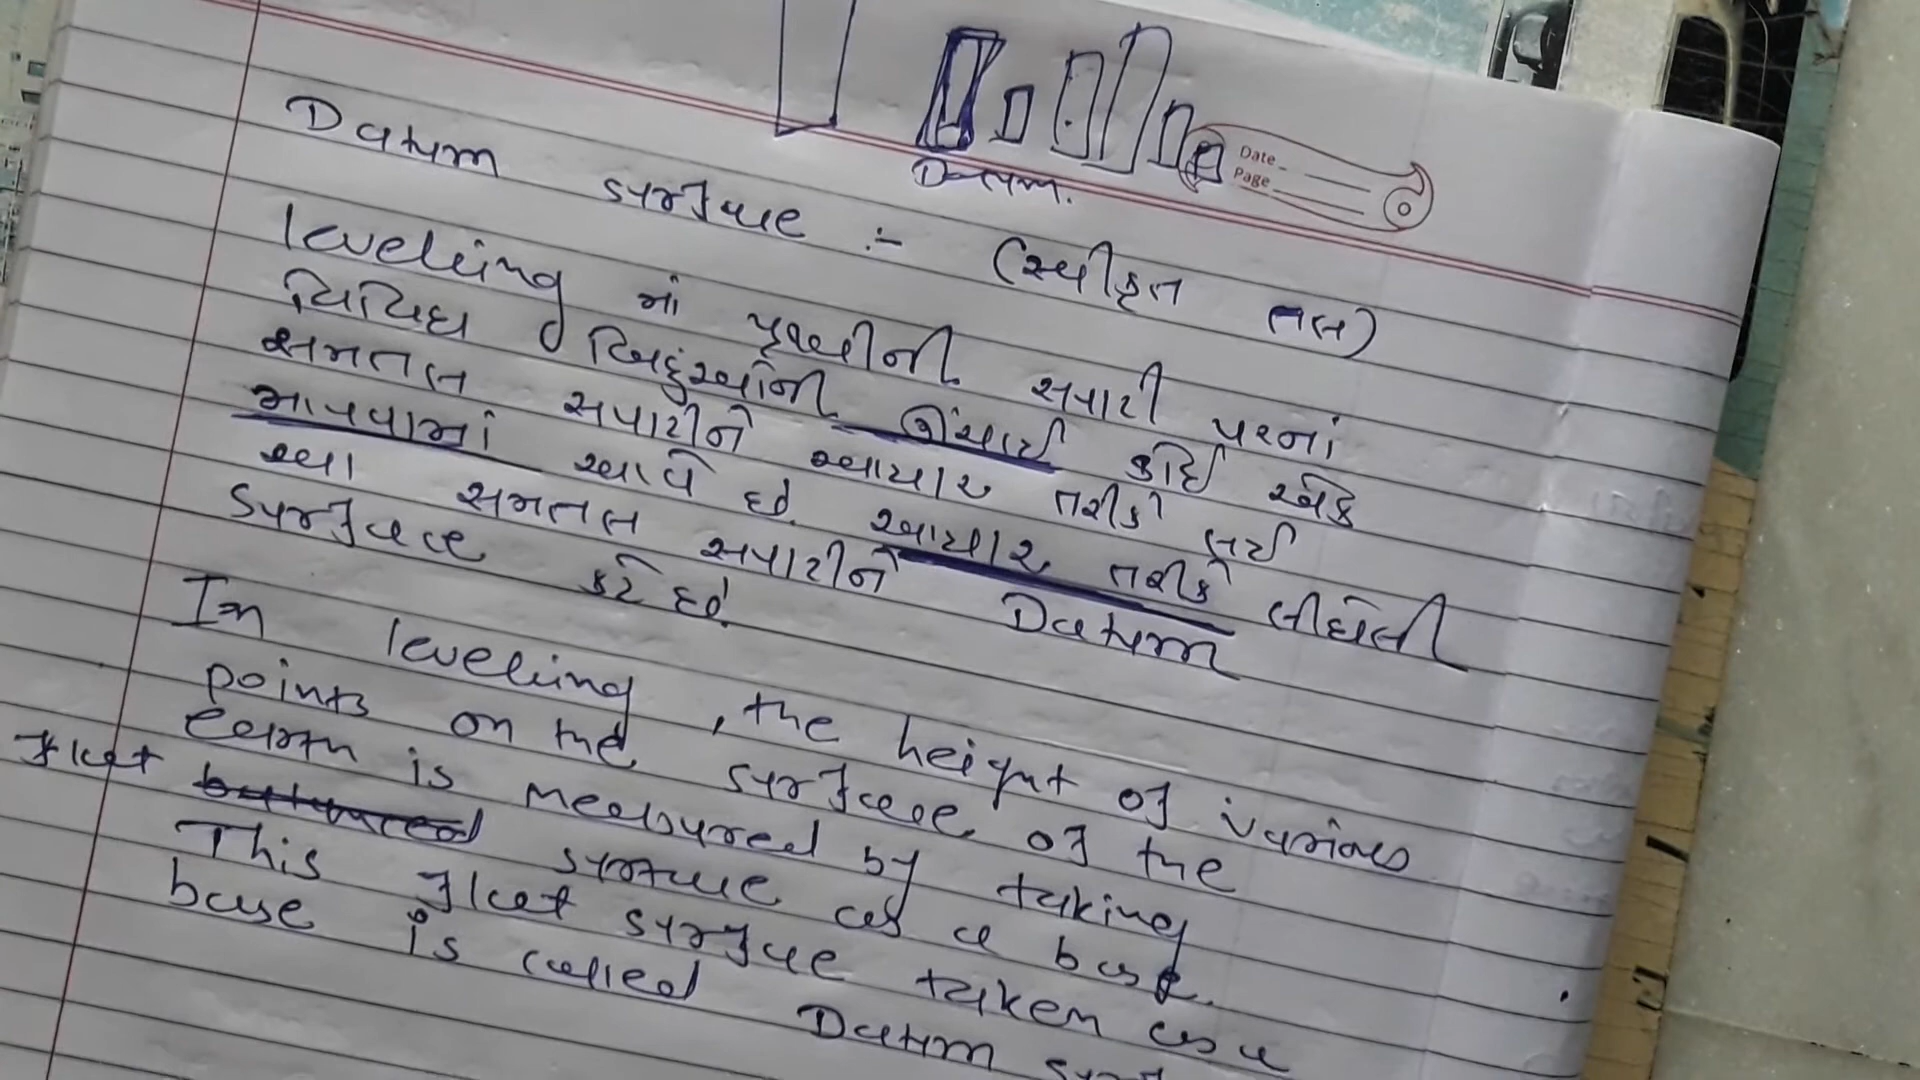 Datum.
Date
Page
Datum surface :- (સ્વીકૃત તલ)
leveleing માં પૃથ્વીની સપાટી પરનાં
વિવિધ બિંદુઓની ઊંચાઈ કોઈ એક
સમતલ સપાટીને આધાર તરીકે લઈ
માપવામાં આવે છે. આધાર તરીકે લીધેલી
આ સમતલ સપાટીને Datum
surface કહે છે.
In leveling, the height of various
points on the surface of the
earth is measured by taking
flat surface as a base.
This flat surface taken as a
base is called Datum